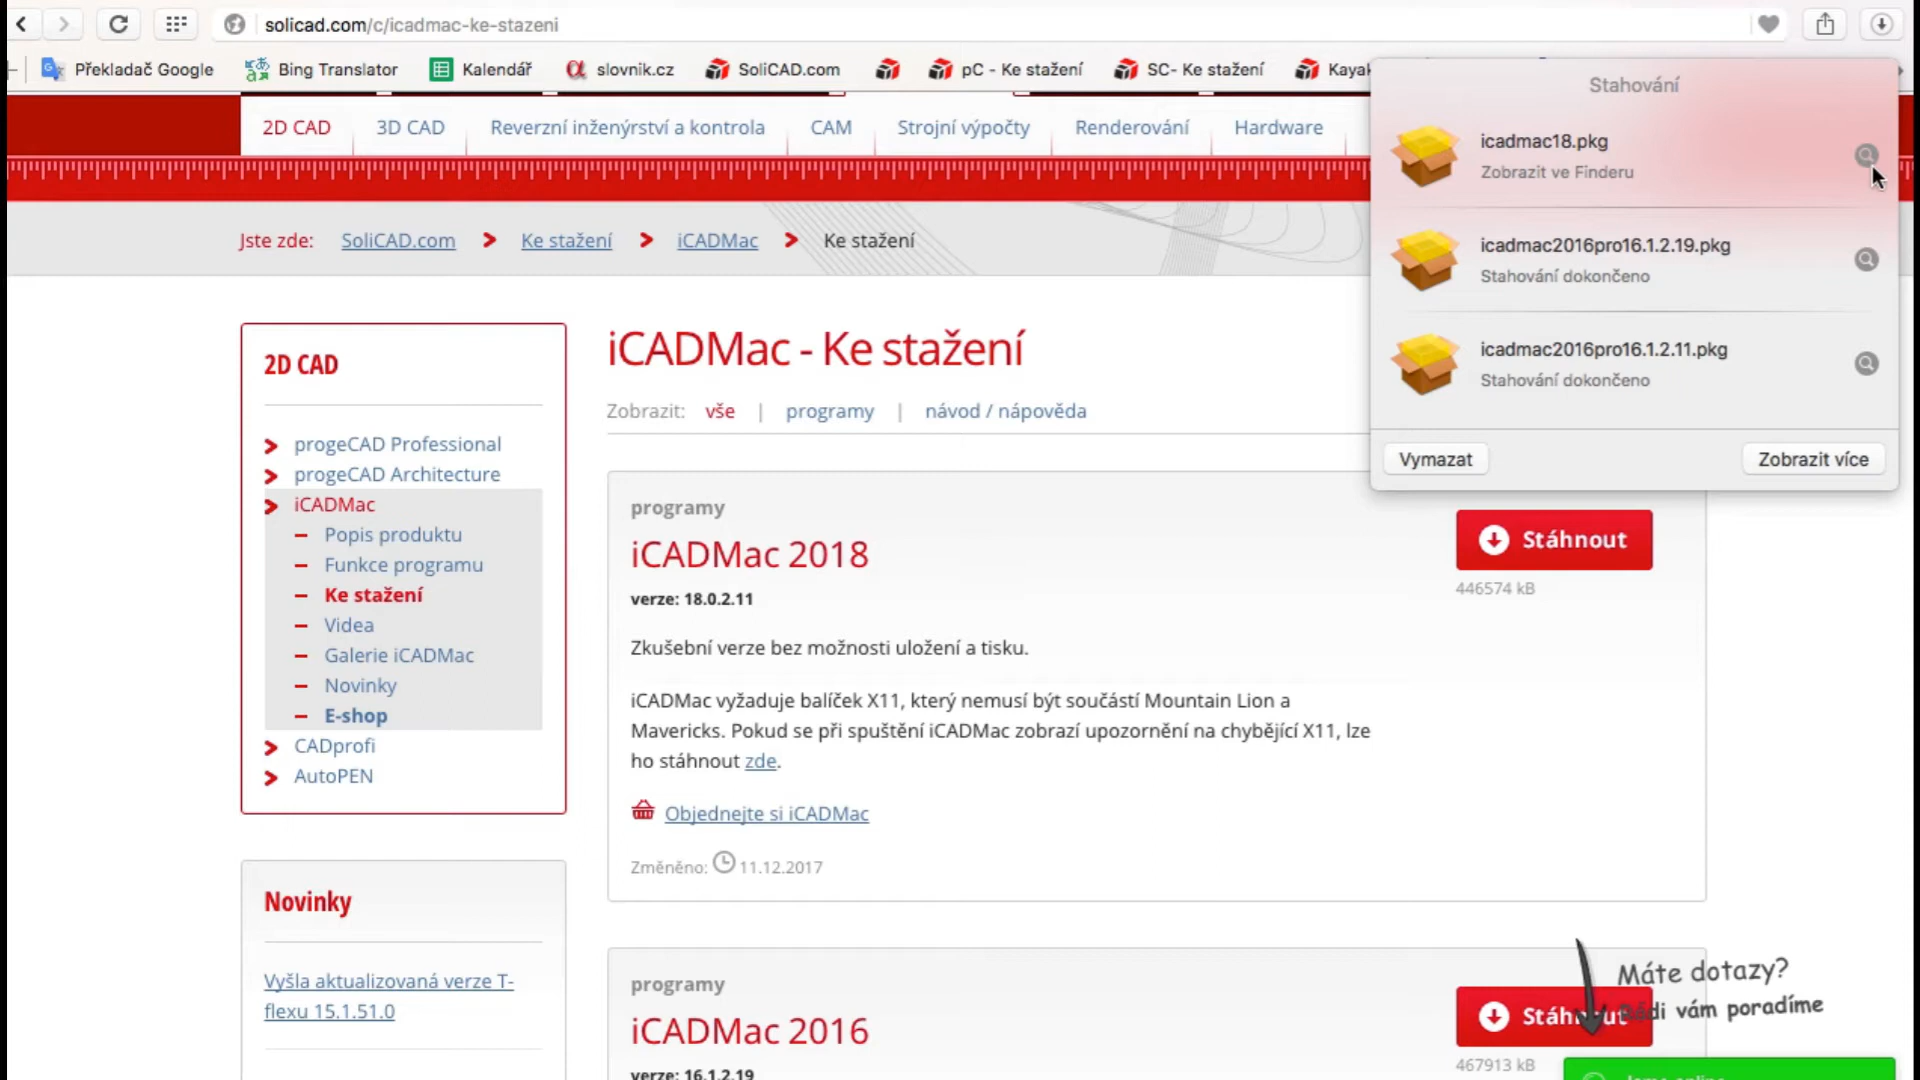 solicad.com/c/icadmac-ke-stazeni
Překladač Google
Bing Translator
Kalendář
slovnik.cz
SoliCAD.com
pC - Ke stažení
SC- Ke stažení
Stahování
icadmac18.pkg
Zobrazit ve Finderu
icadmac2016pro16.1.2.19.pkg
Stahování dokončeno
icadmac2016pro16.1.2.11.pkg
Stahování dokončeno
Vymazat
Zobrazit více
2D CAD
3D CAD
Reverzní inženýrství a kontrola
CAM
Strojní výpočty
Renderování
Hardware
Jste zde: SoliCAD.com Ke stažení iCADMac Ke stažení
2D CAD
progeCAD Professional
progeCAD Architecture
iCADMac
Popis produktu
Funkce programu
Ke stažení
Videa
Galerie iCADMac
Novinky
E-shop
CADprofi
AutoPEN
Novinky
Vyšla aktualizovaná verze T-
flexu 15.1.51.0
iCADMac - Ke stažení
Zobrazit: vše | programy | návod / nápověda
programy
iCADMac 2018
verze: 18.0.2.11
Stáhnout
446574 kB
Zkušební verze bez možnosti uložení a tisku.
iCADMac vyžaduje balíček X11, který nemusí být součástí Mountain Lion a
Mavericks. Pokud se při spuštění iCADMac zobrazí upozornění na chybějící X11, lze
ho stáhnout zde.
Objednejte si iCADMac
Změněno: 11.12.2017
programy
iCADMac 2016
verze: 16.1.2.19
467913 kB
Máte dotazy?
vám poradíme